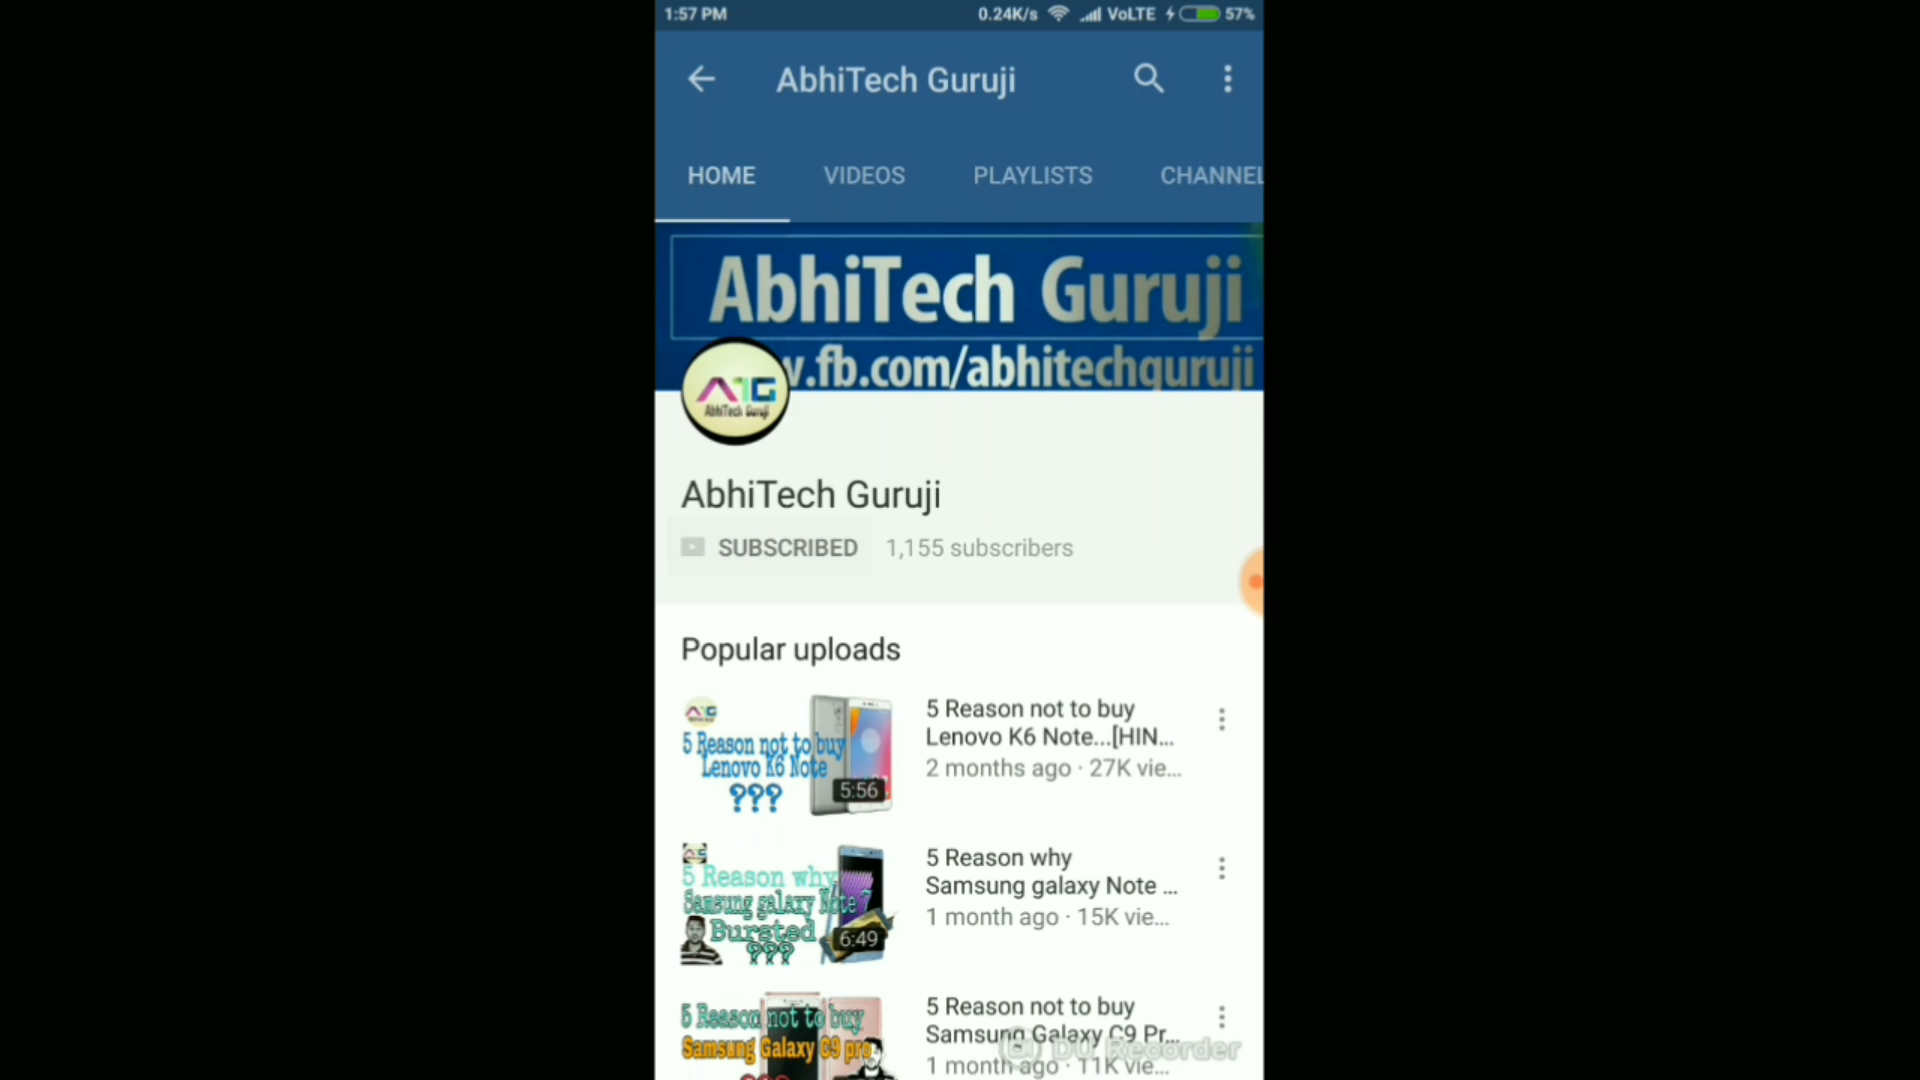 1:57 PM
0.24K/s VoLTE 57%
AbhiTech Guruji
HOME VIDEOS PLAYLISTS CHANNEL
AbhiTech Guruji
.fb.com/abhitechguruji
ATG
AbhiTech Guruji
AbhiTech Guruji
SUBSCRIBED 1,155 subscribers
Popular uploads
5 Reason not to buy
Lenovo K6 Note
???
5:56
5 Reason not to buy
Lenovo K6 Note...[HIN...
2 months ago · 27K vie...
5 Reason why
Samsung galaxy Note 7
Bursted
???
6:49
5 Reason why
Samsung galaxy Note ...
1 month ago · 15K vie...
5 Reason not to buy
Samsung Galaxy C9 pro
5 Reason not to buy
Samsung Galaxy C9 Pr...
1 month ago · 11K vie...
DU Recorder